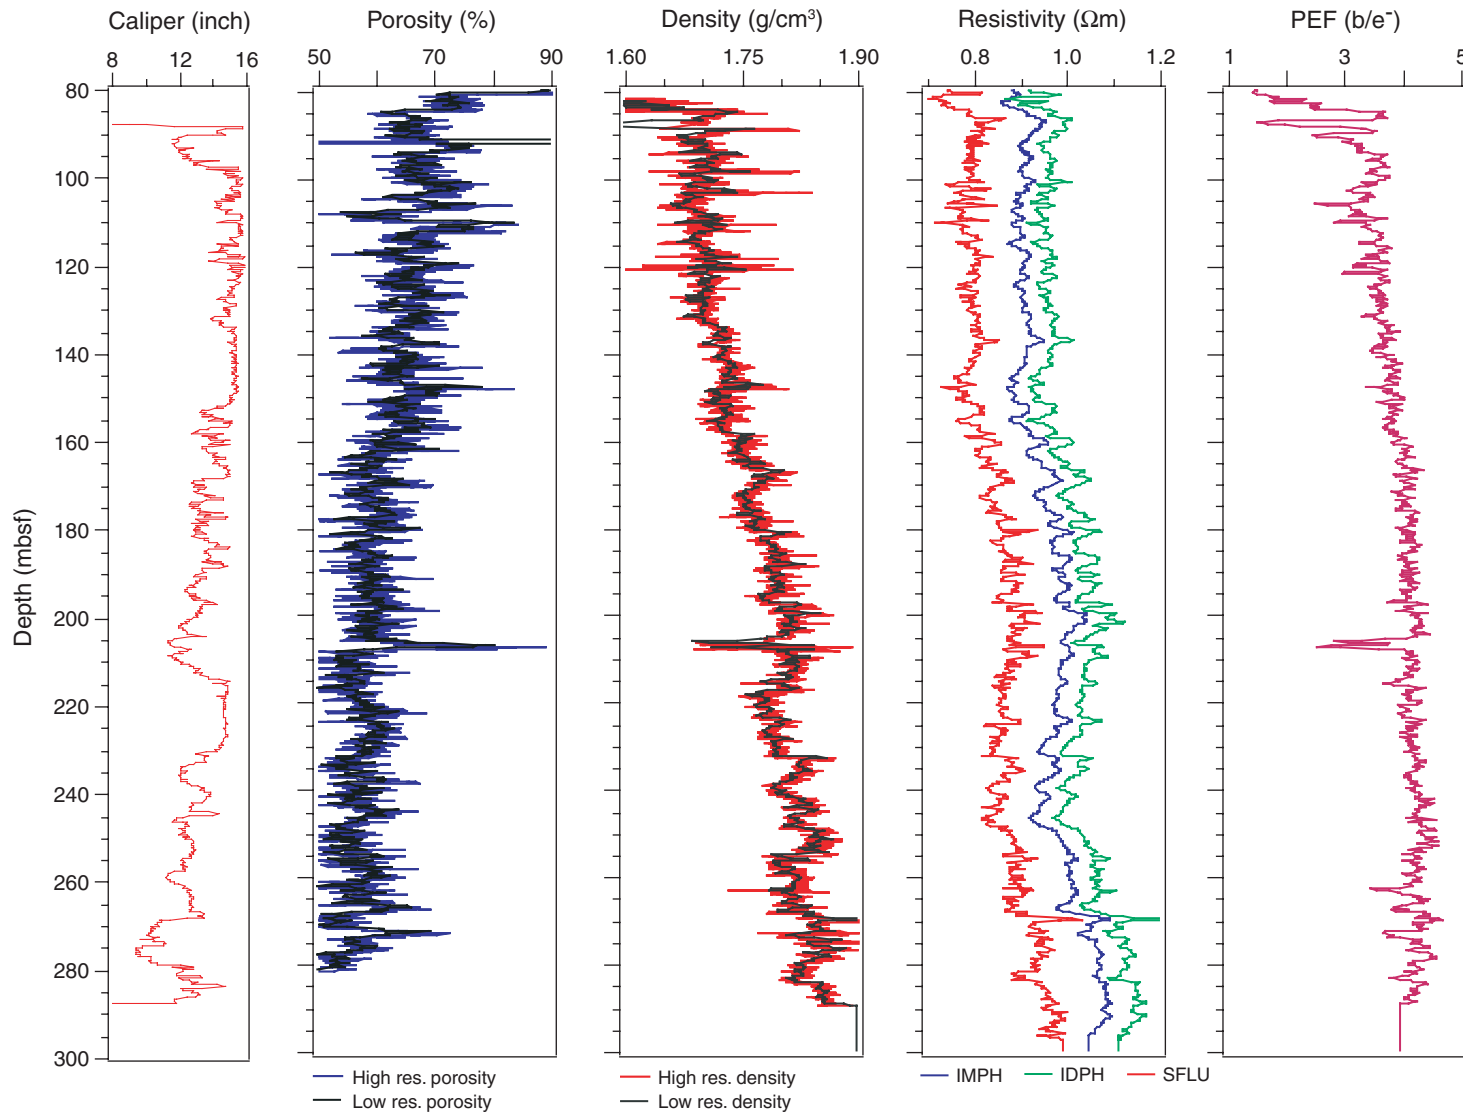 Caliper (inch) Porosity (%) Density (g/cm³) Resistivity (Ωm) PEF (b/e⁻)
8 12 16 50 70 90 1.60 1.75 1.90 0.8 1.0 1.2 1 3 5
80
100
120
140
160
180
200
220
240
260
280
300
Depth (mbsf)
High res. porosity High res. density IMPH IDPH SFLU
Low res. porosity Low res. density